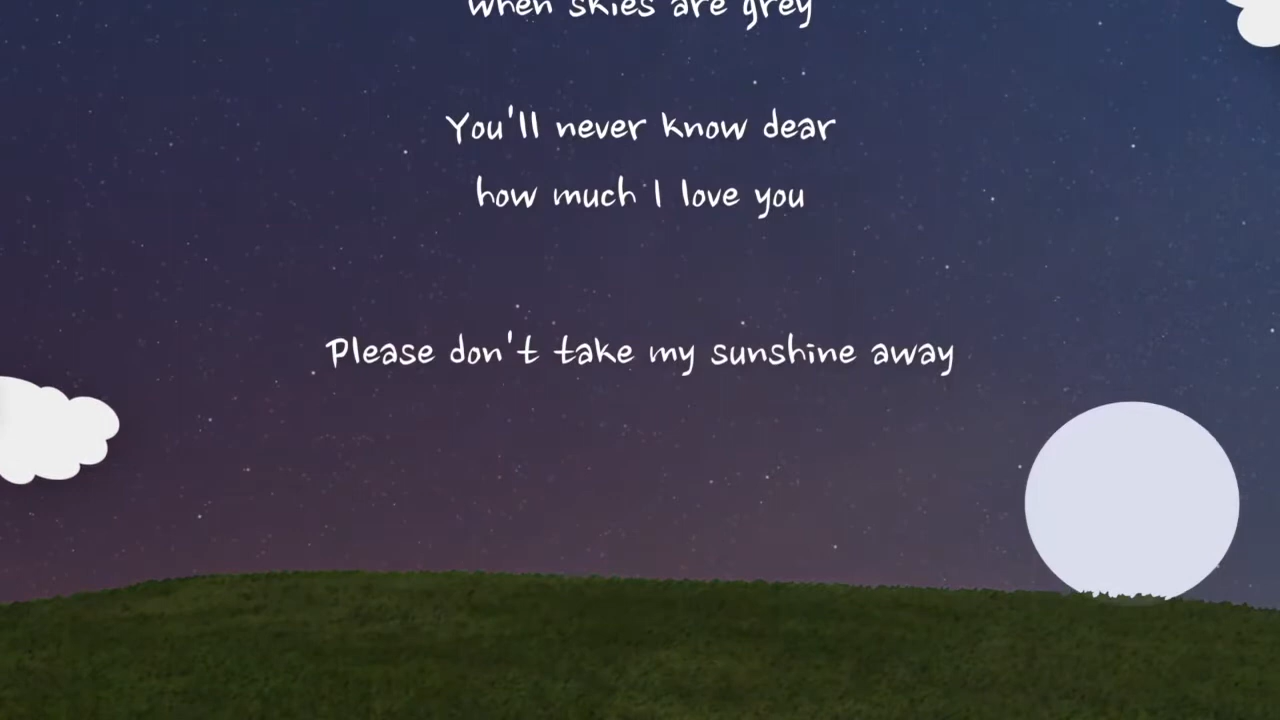 when skies are grey
You'll never know dear
how much I love you
Please don't take my sunshine away